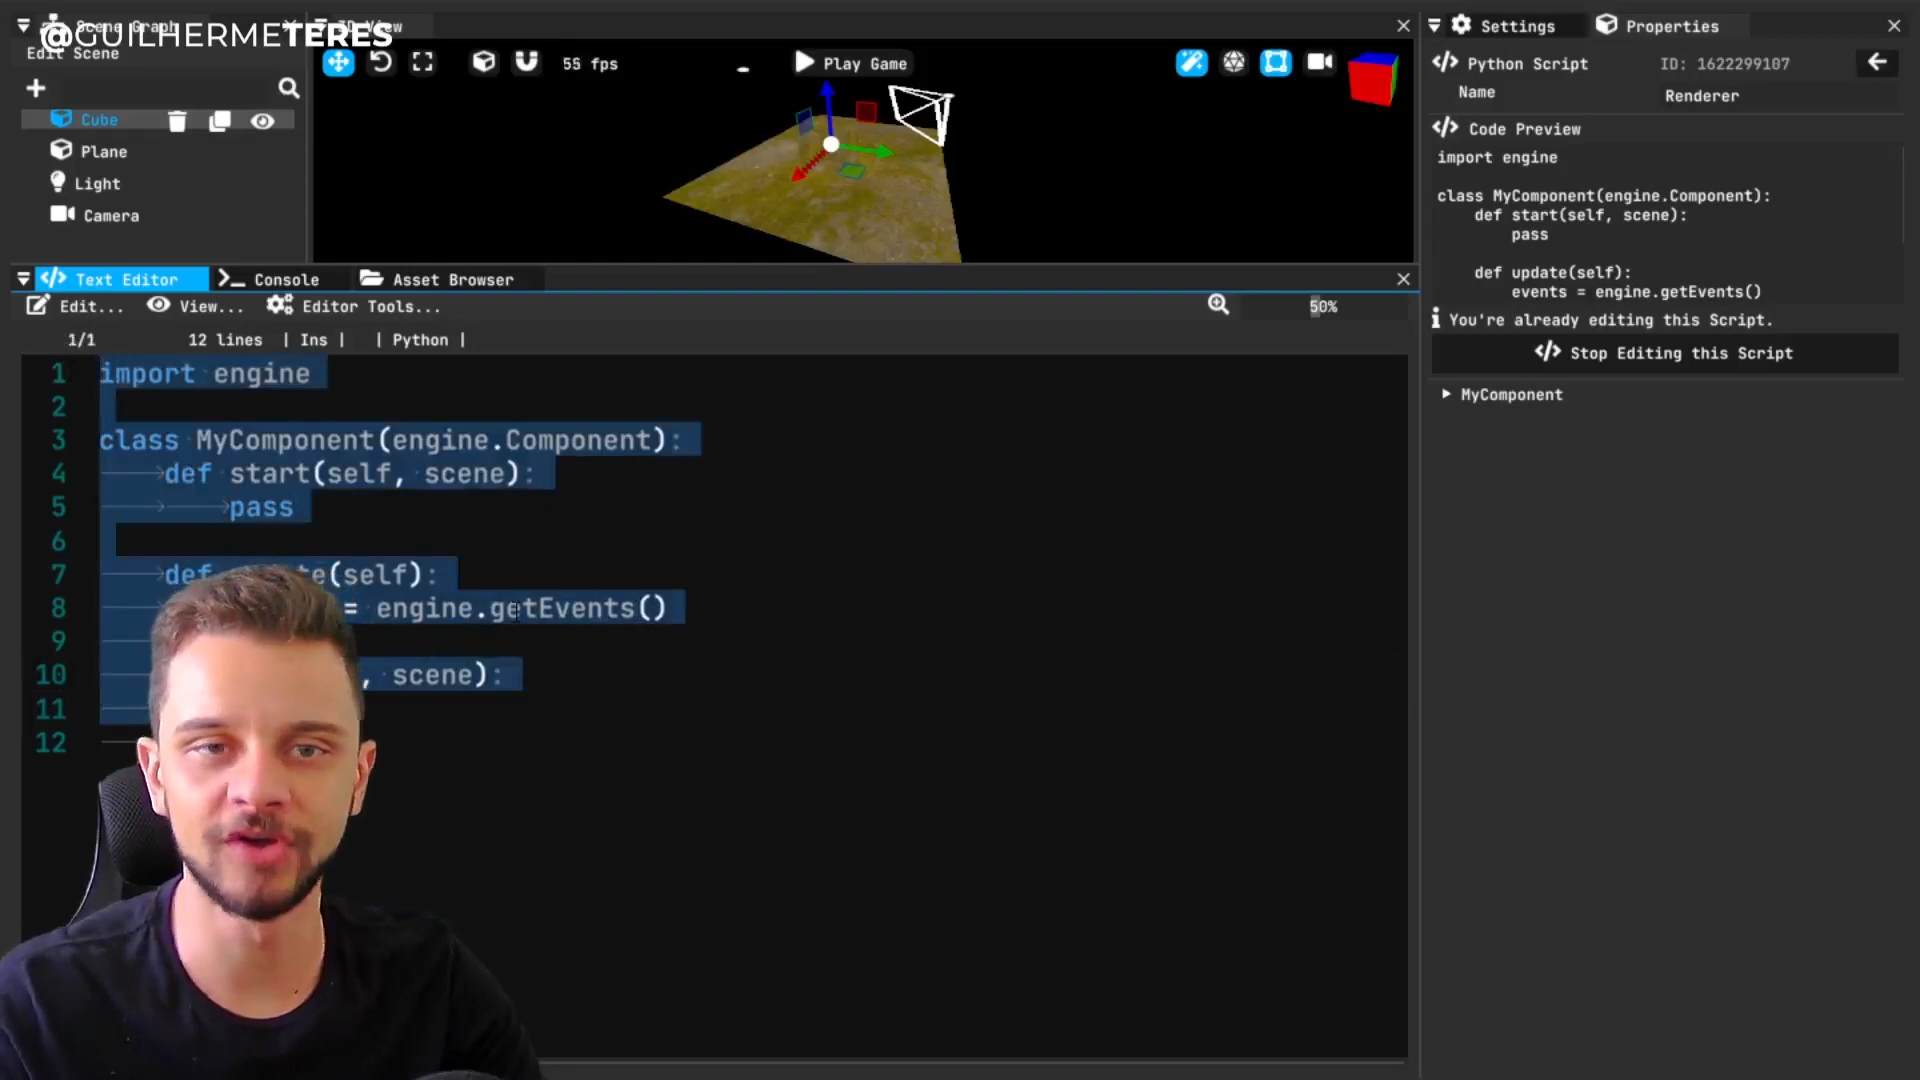 @GUILHERMETERES
Scene Graph
Edit Scene
Cube
Plane
Light
Camera
3D View
55 fps
Play Game
Text Editor
Console
Asset Browser
Edit...
View...
Editor Tools...
50%
1/1 12 lines | Ins | | Python |
1 import engine
2
3 class MyComponent(engine.Component):
4 def start(self, scene):
5 pass
6
7 def (self):
8 = engine.getEvents()
9
10 , scene):
11
12
Settings
Properties
Python Script ID: 1622299107
Name Renderer
Code Preview
import engine
class MyComponent(engine.Component):
def start(self, scene):
pass
def update(self):
events = engine.getEvents()
You're already editing this Script.
Stop Editing this Script
MyComponent